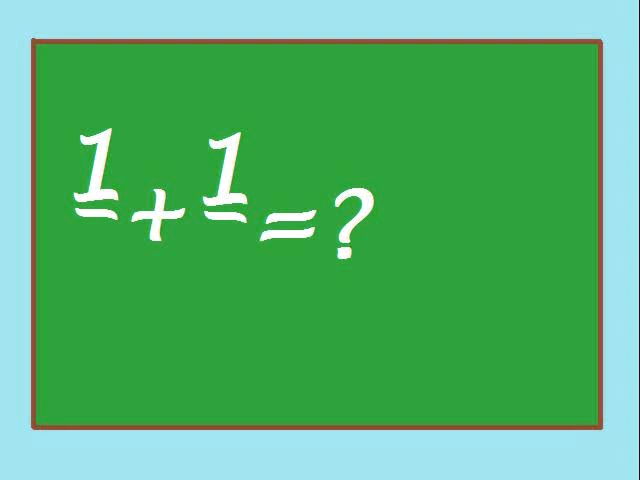 1 + 1 = ?